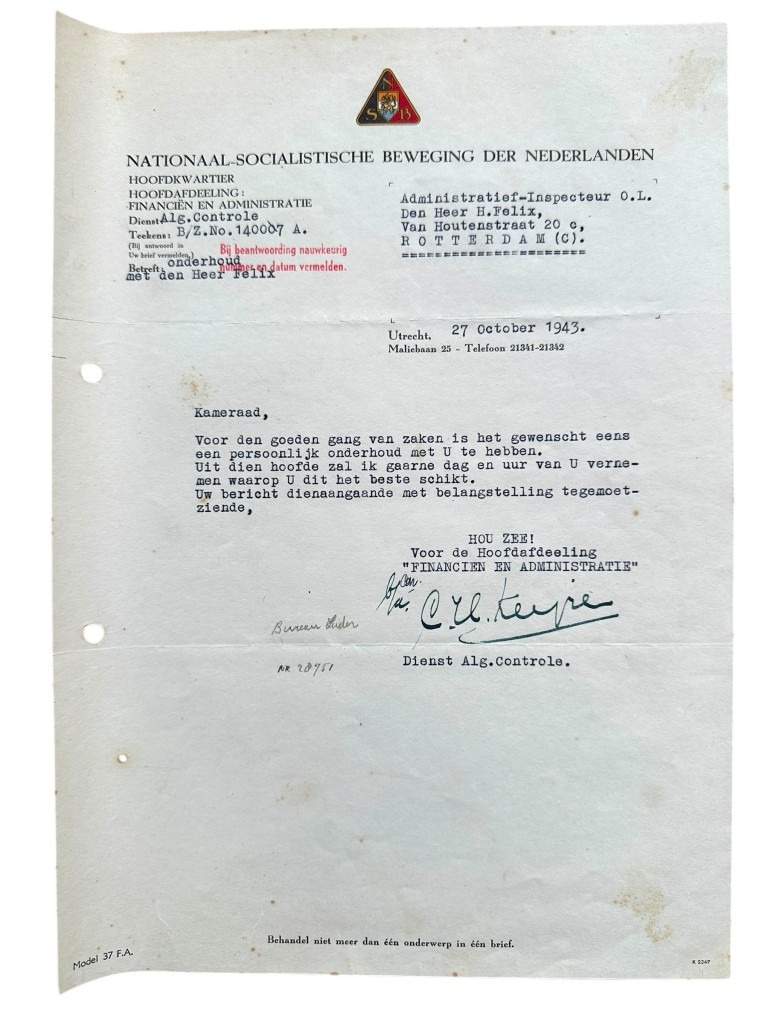 N
S B
NATIONAAL-SOCIALISTISCHE BEWEGING DER NEDERLANDEN
HOOFDKWARTIER
HOOFDAFDEELING:
FINANCIËN EN ADMINISTRATIE
Dienst: Alg.Controle
Teeken: B/Z.No.140007 A.
(Bij antwoord in
Uw brief vermelden.)
Betreft: onderhoud
met den Heer Felix
Bij beantwoording nauwkeurig
nummer en datum vermelden.
Administratief-Inspecteur O.L.
Den Heer H.Felix,
Van Houtenstraat 20 c,
R O T T E R D A M (C).
=====================
Utrecht, 27 October 1943.
Maliebaan 25 - Telefoon 21341-21342
Kameraad,
Voor den goeden gang van zaken is het gewenscht eens
een persoonlijk onderhoud met U te hebben.
Uit dien hoofde zal ik gaarne dag en uur van U verne-
men waarop U dit het beste schikt.
Uw bericht dienaangaande met belangstelling tegemoet-
ziende,
HOU ZEE!
Voor de Hoofdafdeeling
"FINANCIEN EN ADMINISTRATIE"
Dienst Alg.Controle.
Bureau
NR 28751
Behandel niet meer dan één onderwerp in één brief.
Model 37 F.A.
K 2347